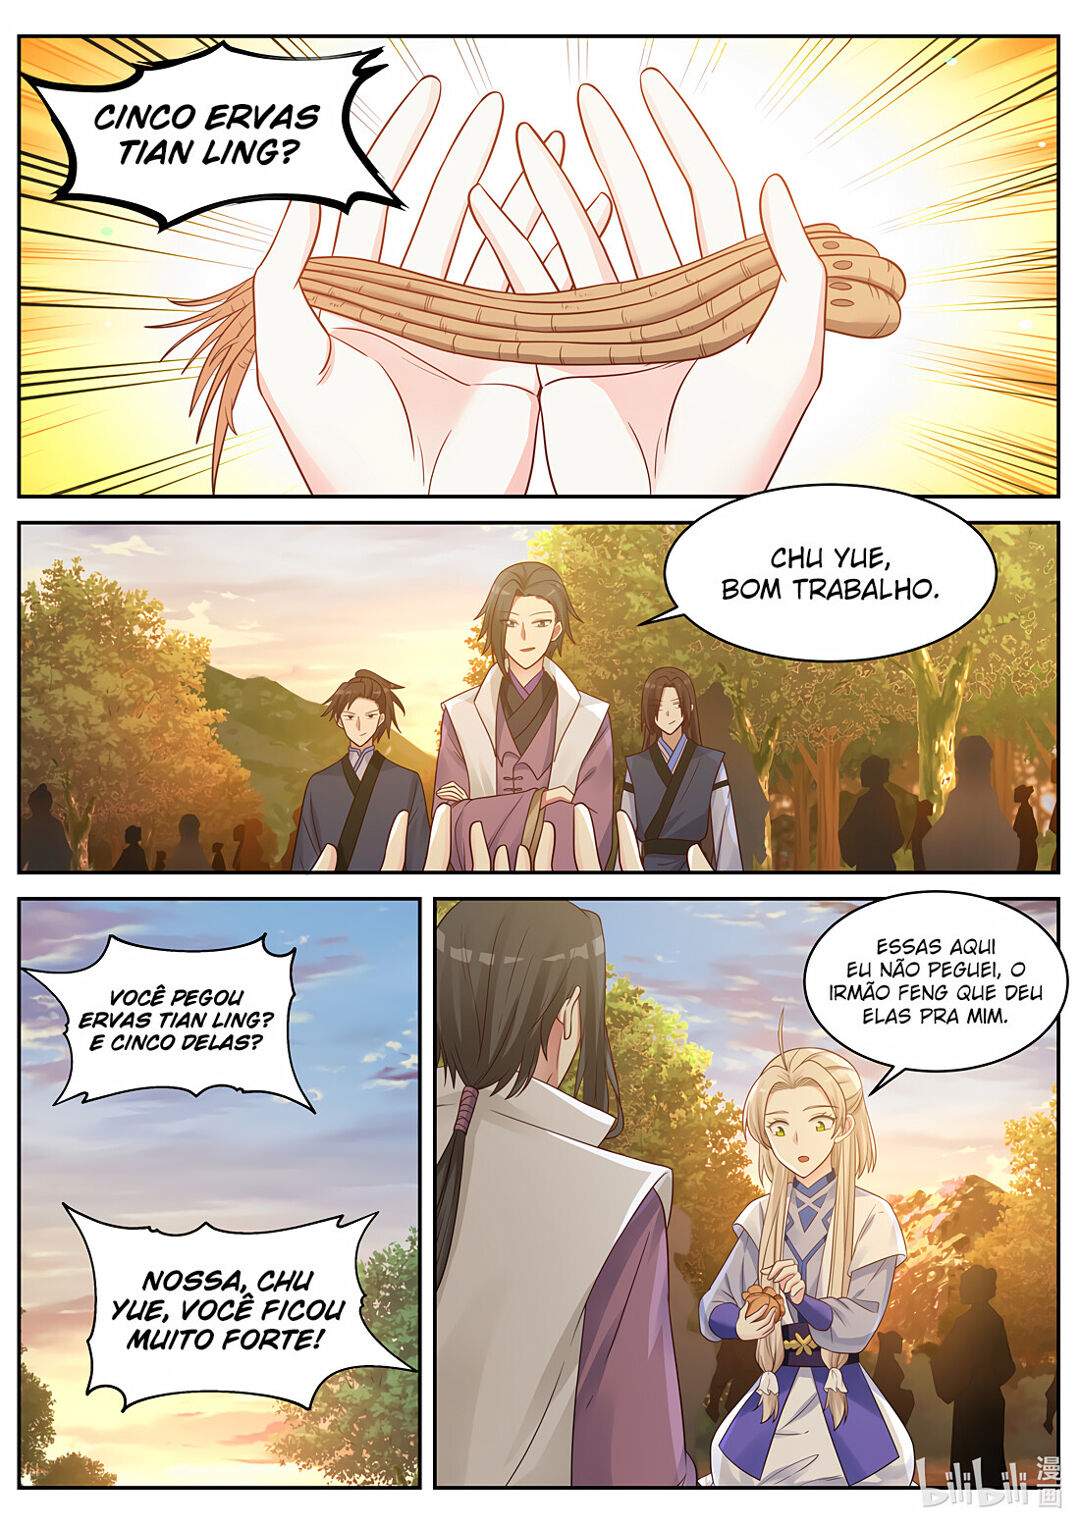 CINCO ERVAS
TIAN LING?
CHU YUE,
BOM TRABALHO.
VOCÊ PEGOU
ERVAS TIAN LING?
E CINCO DELAS?
NOSSA, CHU
YUE, VOCÊ FICOU
MUITO FORTE!
ESSAS AQUI
EU NÃO PEGUEI, O
IRMÃO FENG QUE DEU
ELAS PRA MIM.
bilibili 漫画